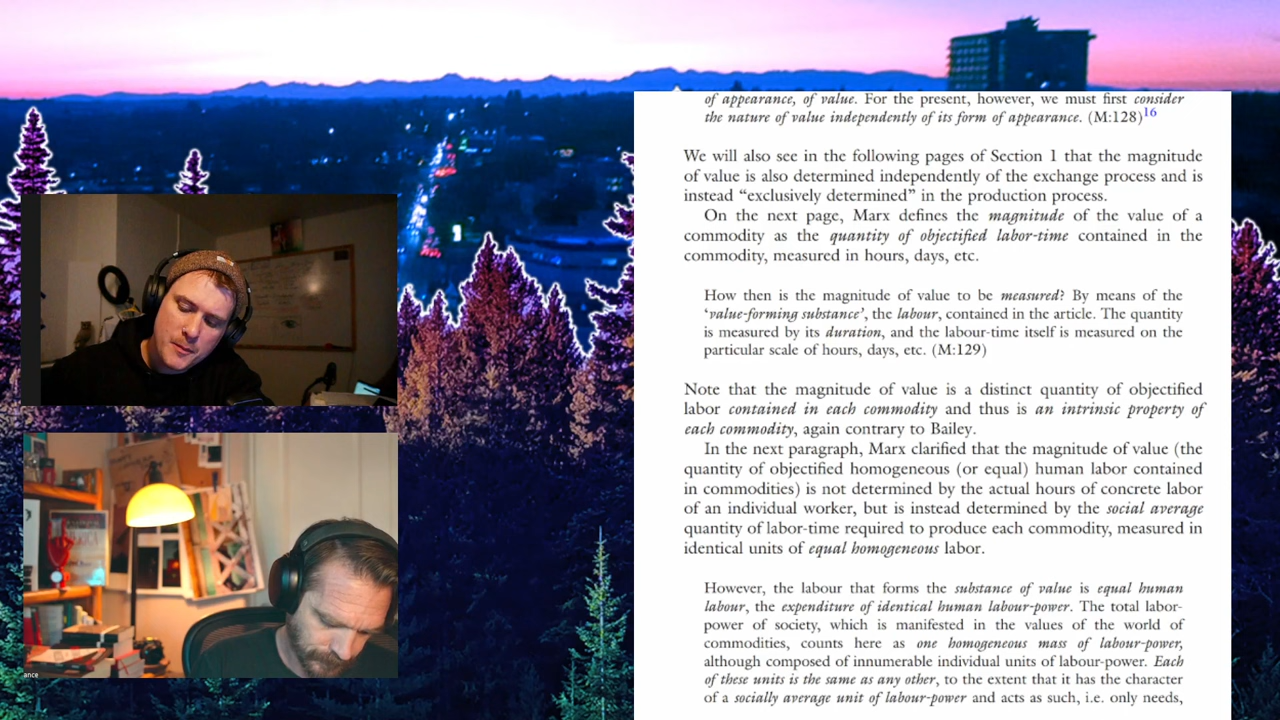 of appearance, of value. For the present, however, we must first consider
the nature of value independently of its form of appearance. (M:128)16
We will also see in the following pages of Section 1 that the magnitude
of value is also determined independently of the exchange process and is
instead “exclusively determined” in the production process.
On the next page, Marx defines the magnitude of the value of a
commodity as the quantity of objectified labor-time contained in the
commodity, measured in hours, days, etc.
How then is the magnitude of value to be measured? By means of the
‘value-forming substance’, the labour, contained in the article. The quantity
is measured by its duration, and the labour-time itself is measured on the
particular scale of hours, days, etc. (M:129)
Note that the magnitude of value is a distinct quantity of objectified
labor contained in each commodity and thus is an intrinsic property of
each commodity, again contrary to Bailey.
In the next paragraph, Marx clarified that the magnitude of value (the
quantity of objectified homogeneous (or equal) human labor contained
in commodities) is not determined by the actual hours of concrete labor
of an individual worker, but is instead determined by the social average
quantity of labor-time required to produce each commodity, measured in
identical units of equal homogeneous labor.
However, the labour that forms the substance of value is equal human
labour, the expenditure of identical human labour-power. The total labor-
power of society, which is manifested in the values of the world of
commodities, counts here as one homogeneous mass of labour-power,
although composed of innumerable individual units of labour-power. Each
of these units is the same as any other, to the extent that it has the character
of a socially average unit of labour-power and acts as such, i.e. only needs,
ance